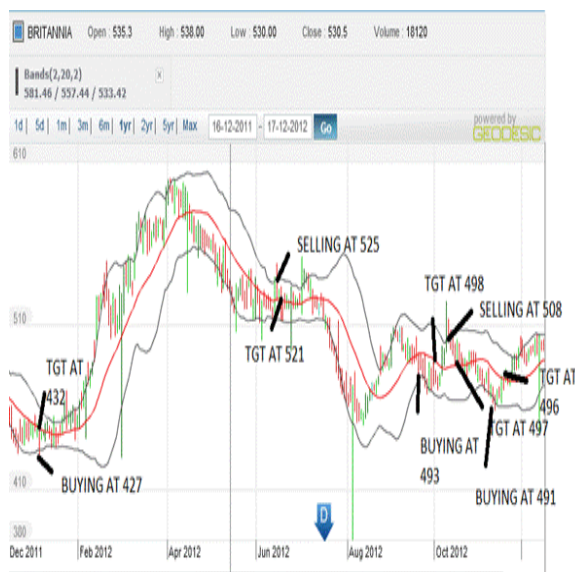 BRITANNIA Open : 535.3 High : 538.00 Low : 530.00 Close : 530.5 Volume : 18120
Bands(2,20,2) x
581.46 / 557.44 / 533.42
1d| 5d| 1m| 3m| 6m| 1yr| 2yr| 5yr| Max 16-12-2011 - 17-12-2012 Go
powered by
GEODESIC
610
SELLING AT 525
TGT AT 498
SELLING AT 508
510
TGT AT 521
TGT AT
432
TGT AT
496
TGT AT 497
BUYING AT
493
BUYING AT 427
BUYING AT 491
410
D
380
Dec 2011 Feb 2012 Apr 2012 Jun 2012 Aug 2012 Oct 2012